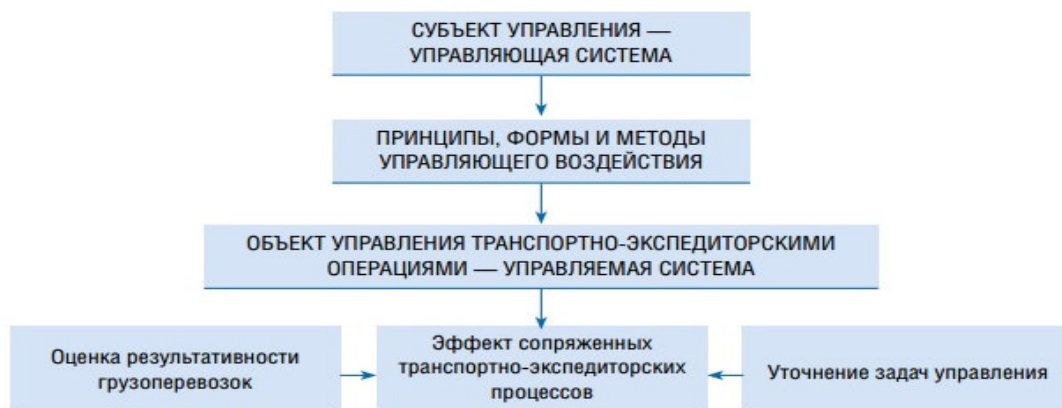 СУБЪЕКТ УПРАВЛЕНИЯ —
УПРАВЛЯЮЩАЯ СИСТЕМА
ПРИНЦИПЫ, ФОРМЫ И МЕТОДЫ
УПРАВЛЯЮЩЕГО ВОЗДЕЙСТВИЯ
ОБЪЕКТ УПРАВЛЕНИЯ ТРАНСПОРТНО-ЭКСПЕДИТОРСКИМИ
ОПЕРАЦИЯМИ — УПРАВЛЯЕМАЯ СИСТЕМА
Оценка результативности
грузоперевозок
Эффект сопряженных
транспортно-экспедиторских
процессов
Уточнение задач управления